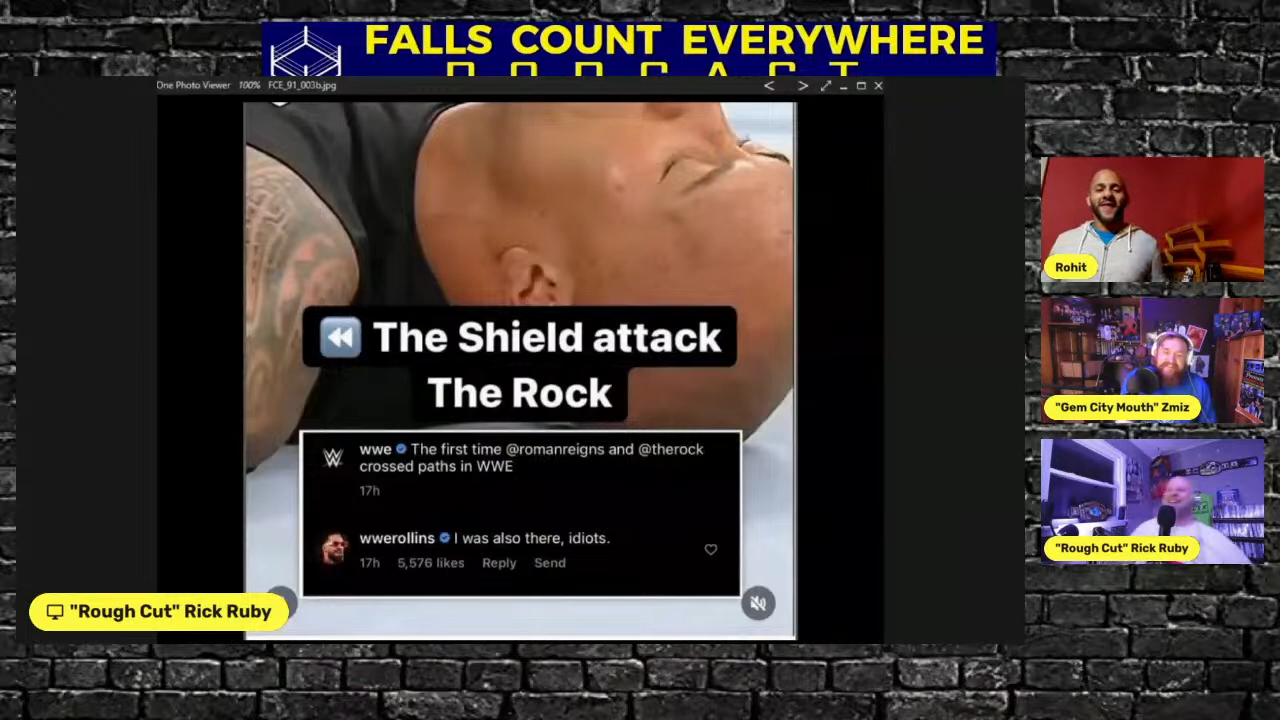 FALLS COUNT EVERYWHERE
PODCAST
One Photo Viewer 100% FCE_91_003b.jpg
The Shield attack
The Rock
wwe The first time @romanreigns and @therock
crossed paths in WWE
17h
wwerollins I was also there, idiots.
17h 5,576 likes Reply Send
"Rough Cut" Rick Ruby
Rohit
"Gem City Mouth" Zmiz
"Rough Cut" Rick Ruby